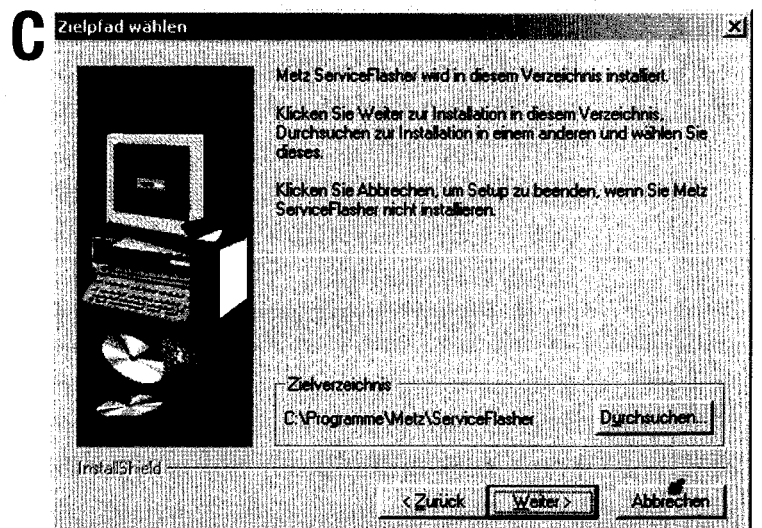 C
Zielpfad wählen
Metz ServiceFlasher wird in diesem Verzeichnis installiert.
Klicken Sie Weiter zur Installation in diesem Verzeichnis,
Durchsuchen zur Installation in einem anderen und wählen Sie
dieses.
Klicken Sie Abbrechen, um Setup zu beenden, wenn Sie Metz
ServiceFlasher nicht installieren.
Zielverzeichnis
C:\Programme\Metz\ServiceFlasher
Durchsuchen...
InstallShield
< Zurück
Weiter >
Abbrechen